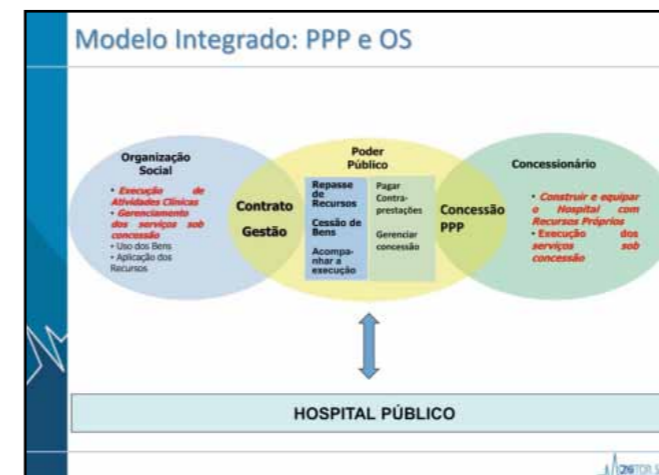 Modelo Integrado: PPP e OS
Organização
Social
• Execução de
Atividades Clínicas
• Gerenciamento
dos serviços sob
concessão
• Uso dos Bens
• Aplicação dos
Recursos
Contrato
Gestão
Poder
Público
Repasse
de
Recursos
Cessão de
Bens
Acompa-
nhar a
execução
Pagar
Contra-
prestações
Gerenciar
concessão
Concessão
PPP
Concessionário
• Construir e equipar
o Hospital com
Recursos Próprios
• Execução dos
serviços sob
concessão
HOSPITAL PÚBLICO
26